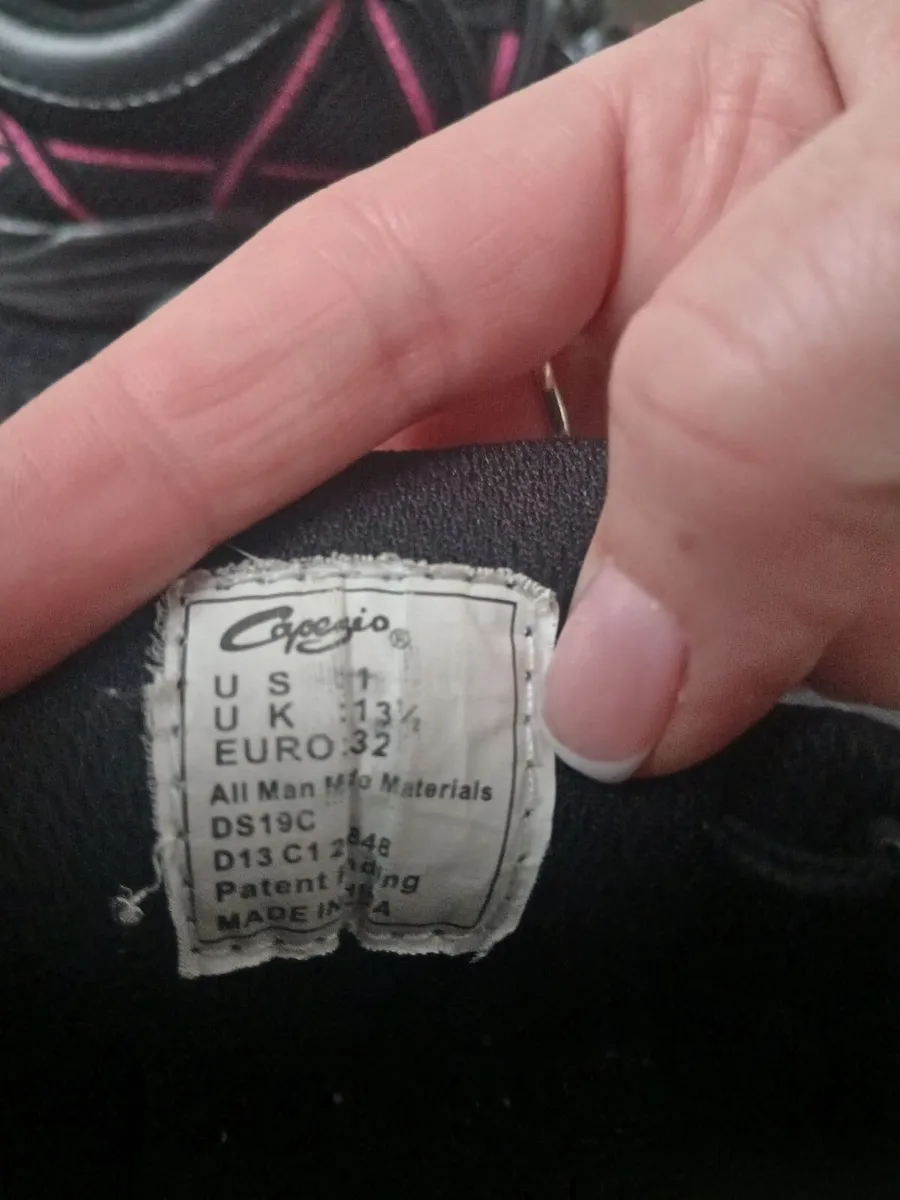 Capezio®
U S : 1
U K : 13½
EURO:32
All Man Materials
DS19C
D13 C1
Patent
MADE IN